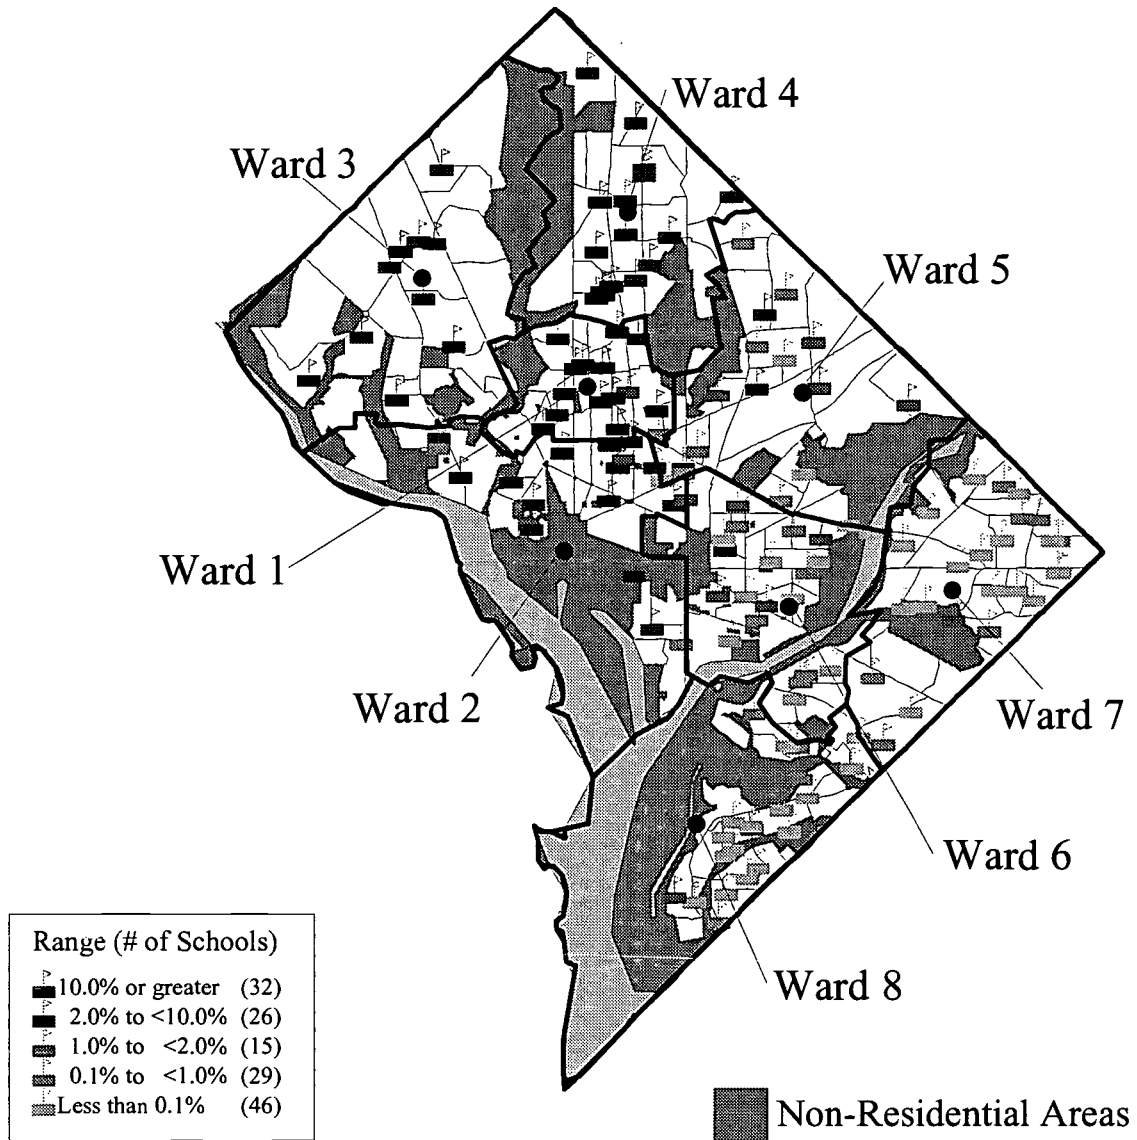 Ward 4
Ward 3
Ward 5
Ward 1
Ward 2
Ward 7
Ward 6
Ward 8
Range (# of Schools)
10.0% or greater (32)
2.0% to <10.0% (26)
1.0% to <2.0% (15)
0.1% to <1.0% (29)
Less than 0.1% (46)
Non-Residential Areas